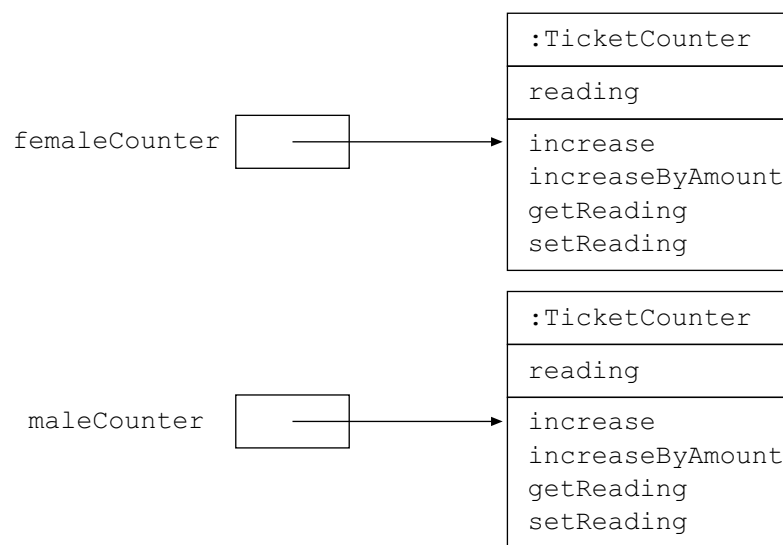 :TicketCounter
reading
femaleCounter
increase
increaseByAmount
getReading
setReading
:TicketCounter
reading
maleCounter
increase
increaseByAmount
getReading
setReading